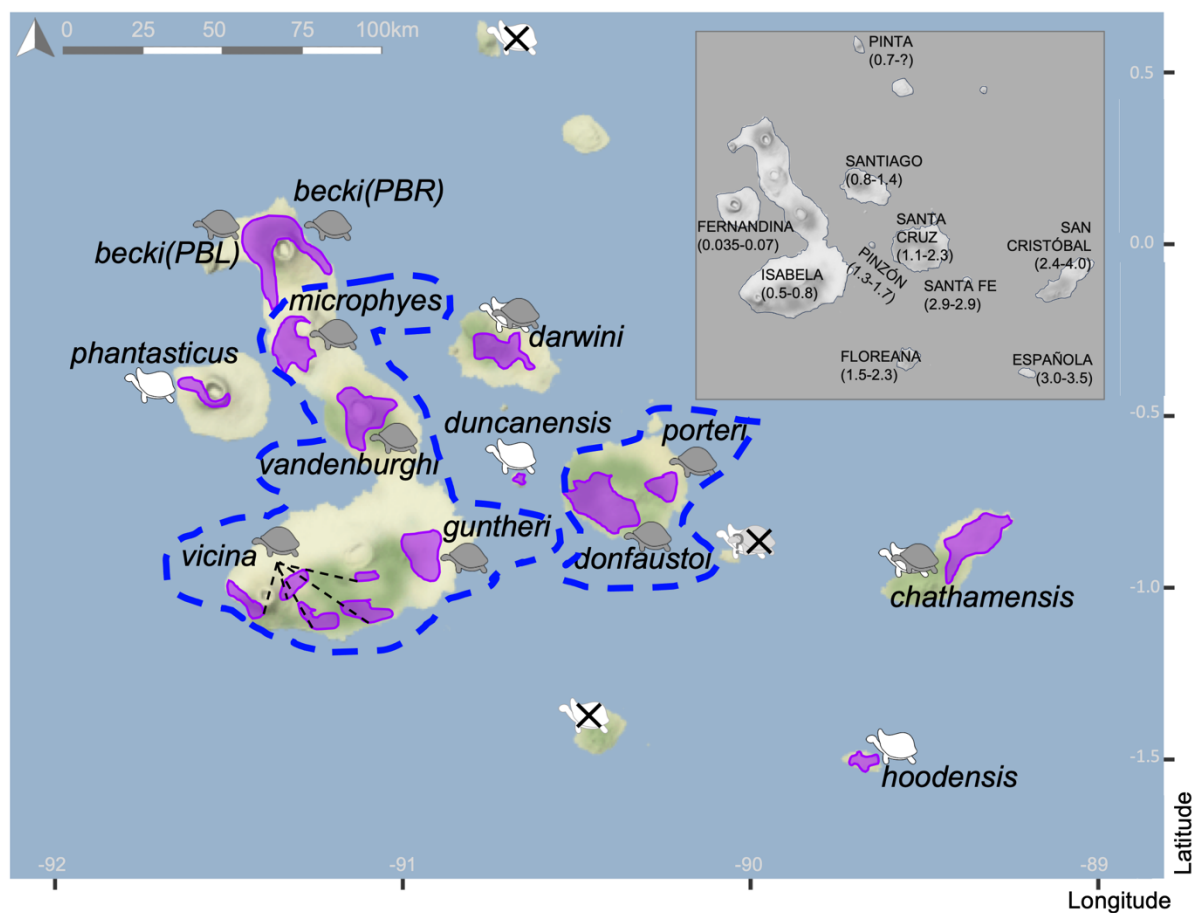 0 25 50 75 100km
PINTA
(0.7-?)
0.5
SANTIAGO
(0.8-1.4)
becki(PBR)
becki(PBL)
FERNANDINA
(0.035-0.07)
SANTA
CRUZ
(1.1-2.3)
SAN
CRISTÓBAL
(2.4-4.0)
0.0
ISABELA
(0.5-0.8)
PINZÓN
(1.3-1.7)
SANTA FE
(2.9-2.9)
microphyes
darwini
phantasticus
FLOREANA
(1.5-2.3)
ESPAÑOLA
(3.0-3.5)
duncanensis
porteri
-0.5
vandenburghi
guntheri
vicina
donfaustoi
chathamensis
-1.0
hoodensis
-1.5
-92 -91 -90 -89
Latitude
Longitude